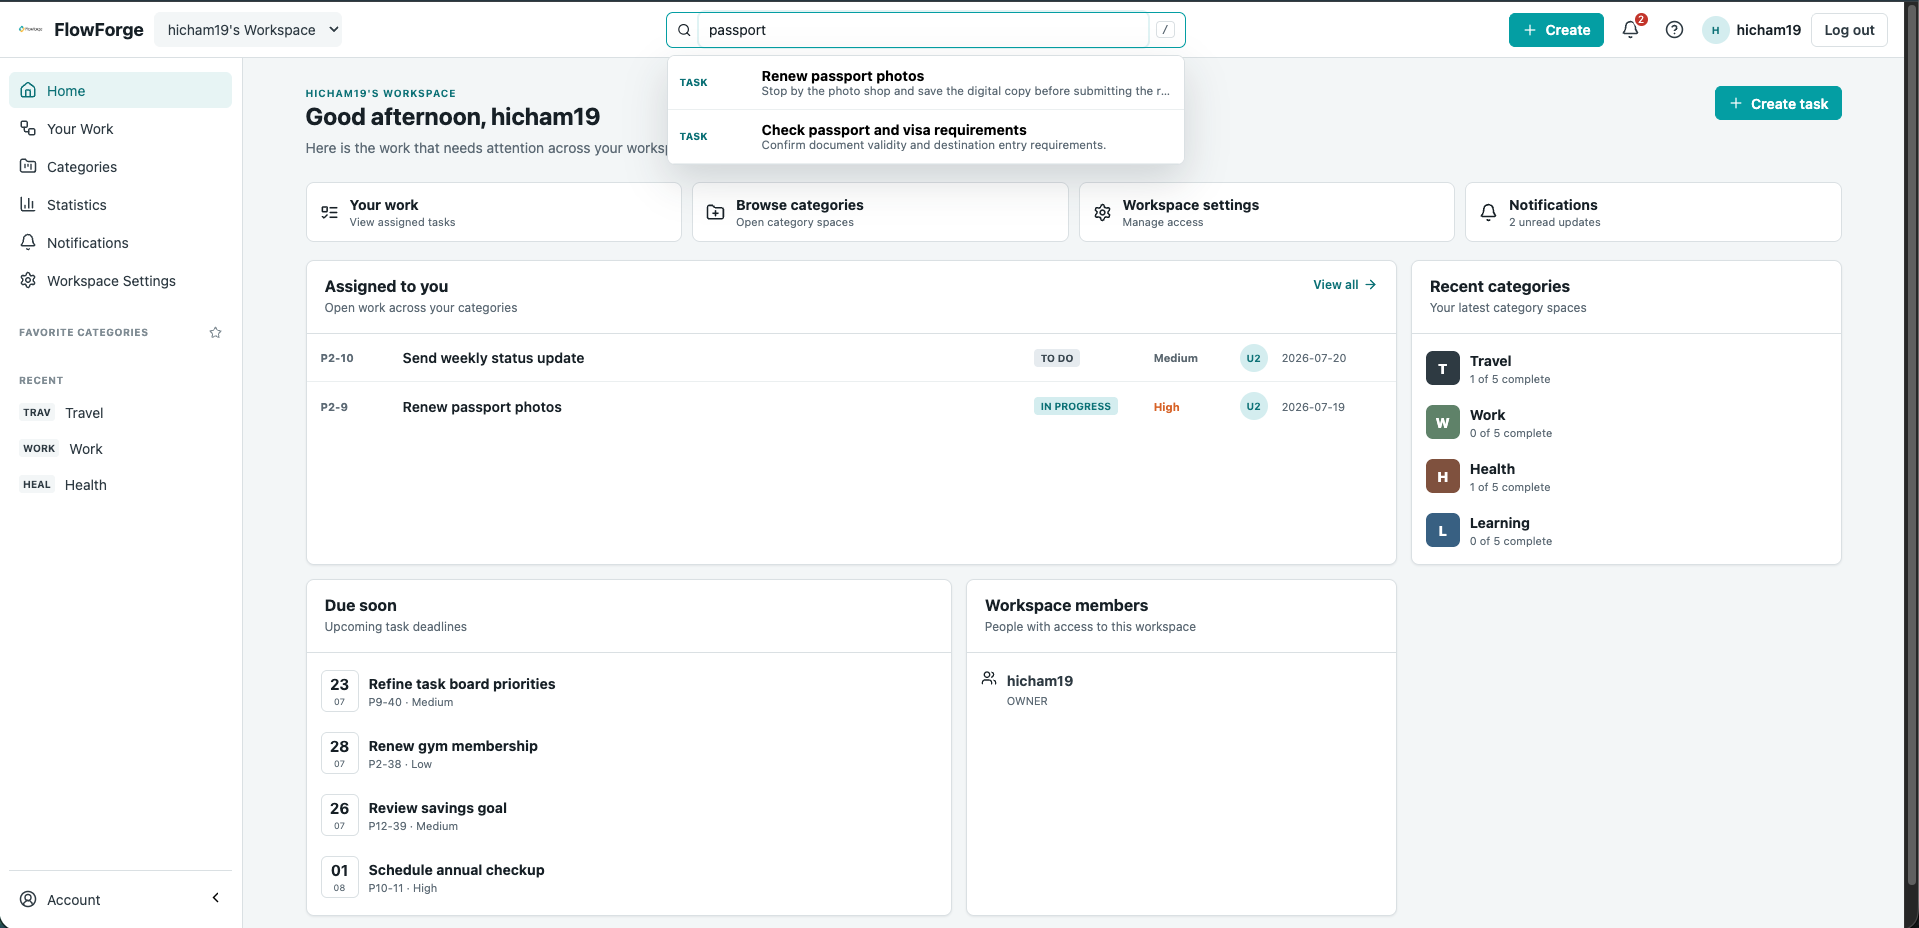 FlowForge
hicham19's Workspace
passport
/
Create
2
H
hicham19
Log out
TASK
Renew passport photos
Stop by the photo shop and save the digital copy before submitting the r...
TASK
Check passport and visa requirements
Confirm document validity and destination entry requirements.
Home
Your Work
Categories
Statistics
Notifications
Workspace Settings
FAVORITE CATEGORIES
RECENT
TRAV Travel
WORK Work
HEAL Health
Account
HICHAM19'S WORKSPACE
Good afternoon, hicham19
Here is the work that needs attention across your worksp
Create task
Your work
View assigned tasks
Browse categories
Open category spaces
Workspace settings
Manage access
Notifications
2 unread updates
Assigned to you
Open work across your categories
View all
P2-10 Send weekly status update TO DO Medium U2 2026-07-20
P2-9 Renew passport photos IN PROGRESS High U2 2026-07-19
Recent categories
Your latest category spaces
T
Travel
1 of 5 complete
W
Work
0 of 5 complete
H
Health
1 of 5 complete
L
Learning
0 of 5 complete
Due soon
Upcoming task deadlines
23
07
Refine task board priorities
P9-40 · Medium
28
07
Renew gym membership
P2-38 · Low
26
07
Review savings goal
P12-39 · Medium
01
08
Schedule annual checkup
P10-11 · High
Workspace members
People with access to this workspace
hicham19
OWNER